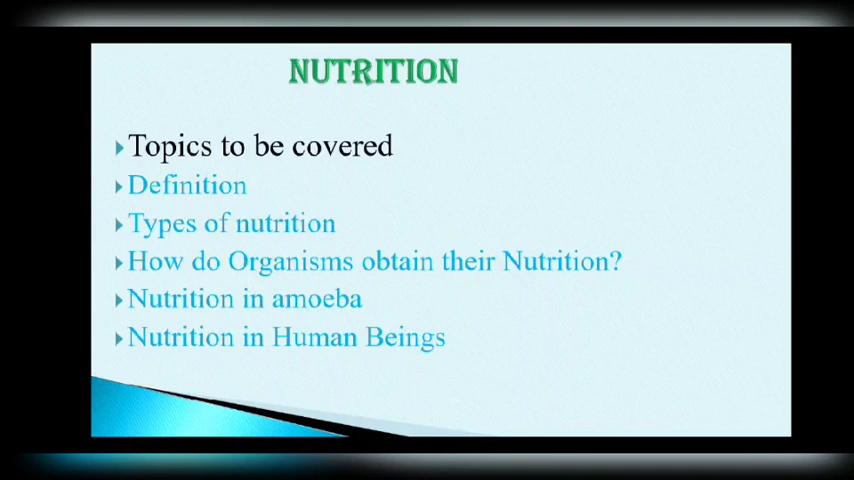 NUTRITION
Topics to be covered
Definition
Types of nutrition
How do Organisms obtain their Nutrition?
Nutrition in amoeba
Nutrition in Human Beings